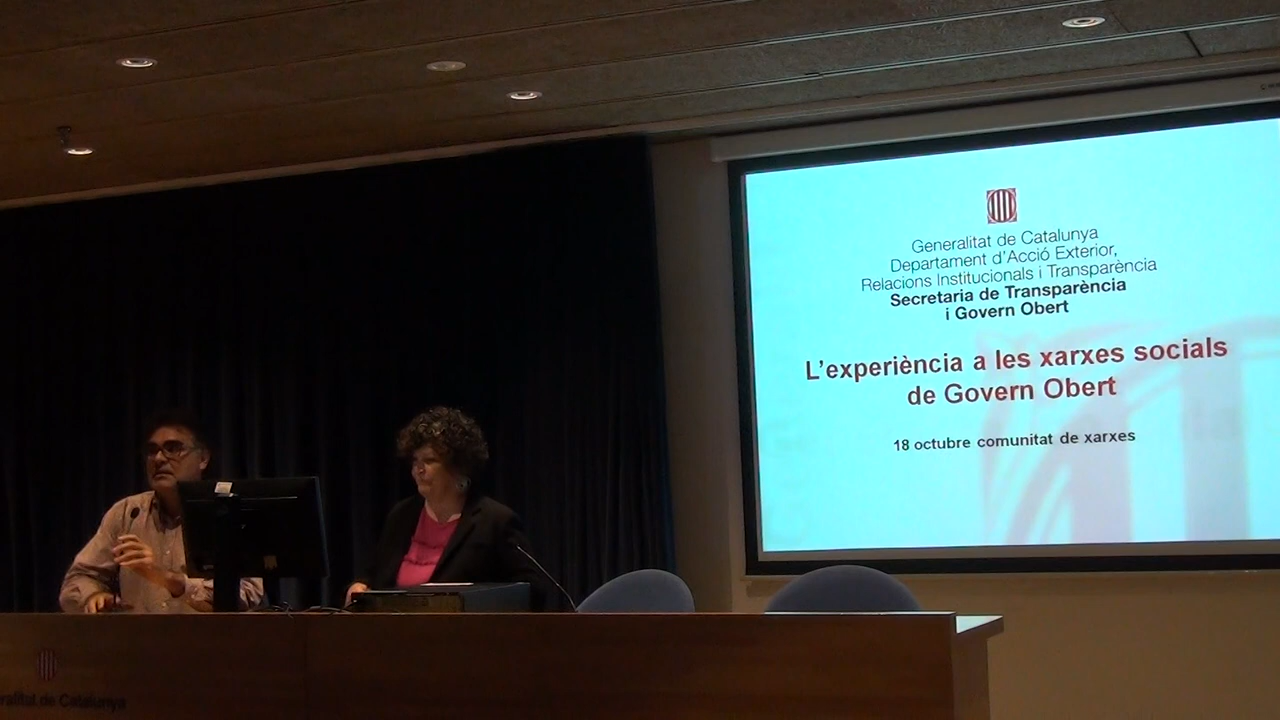 Generalitat de Catalunya
Departament d'Acció Exterior,
Relacions Institucionals i Transparència
Secretaria de Transparència
i Govern Obert
L'experiència a les xarxes socials
de Govern Obert
18 octubre comunitat de xarxes
eralitat de Catalunya